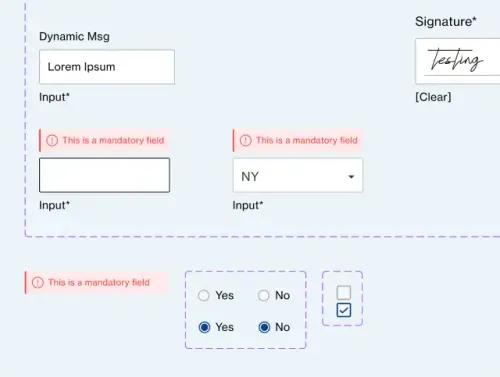 Signature*
Dynamic Msg
Lorem Ipsum
testing
Input*
[Clear]
This is a mandatory field
This is a mandatory field
NY
Input*
Input*
This is a mandatory field
Yes
No
Yes
No